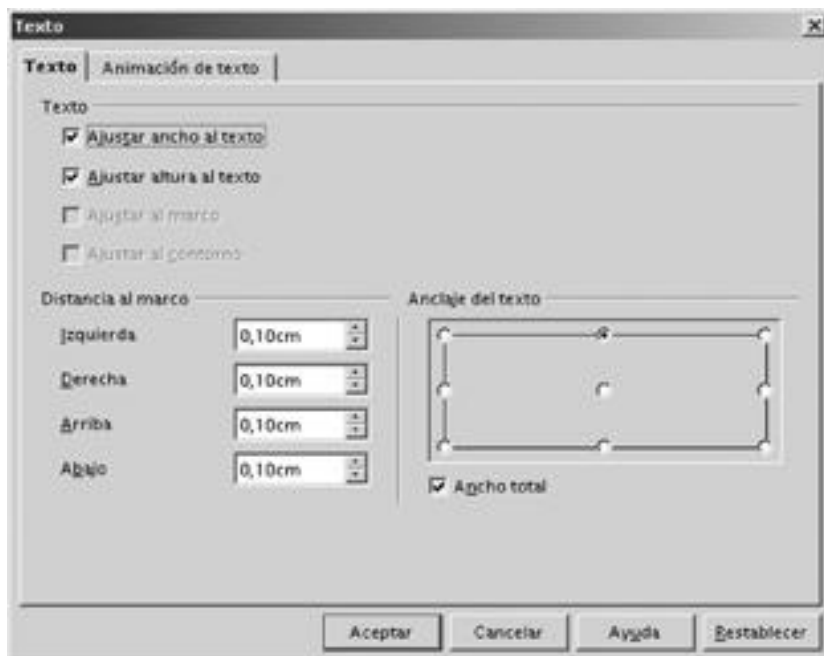 Texto
Texto Animación de texto
Texto
Ajustar ancho al texto
Ajustar altura al texto
Ajustar al marco
Ajustar al contorno
Distancia al marco
Izquierda 0,10cm
Derecha 0,10cm
Arriba 0,10cm
Abajo 0,10cm
Anclaje del texto
Ancho total
Aceptar Cancelar Ayuda Restablecer